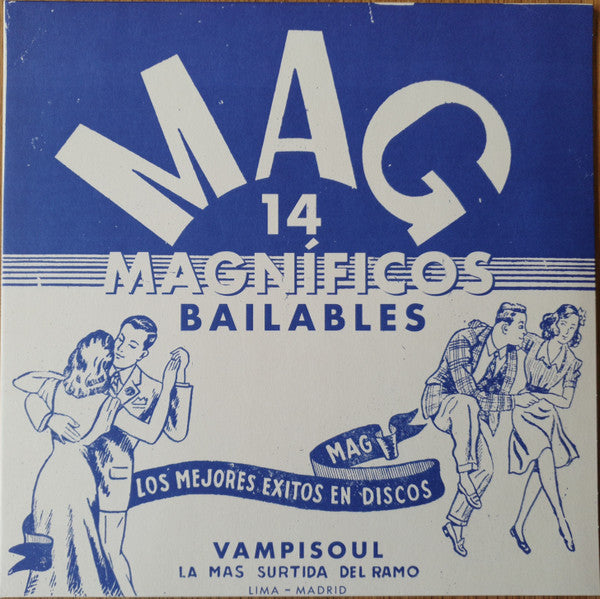 MAG
14
MAGNÍFICOS
BAILABLES
MAG
LOS MEJORES EXITOS EN DISCOS
VAMPISOUL
LA MAS SURTIDA DEL RAMO
LIMA – MADRID